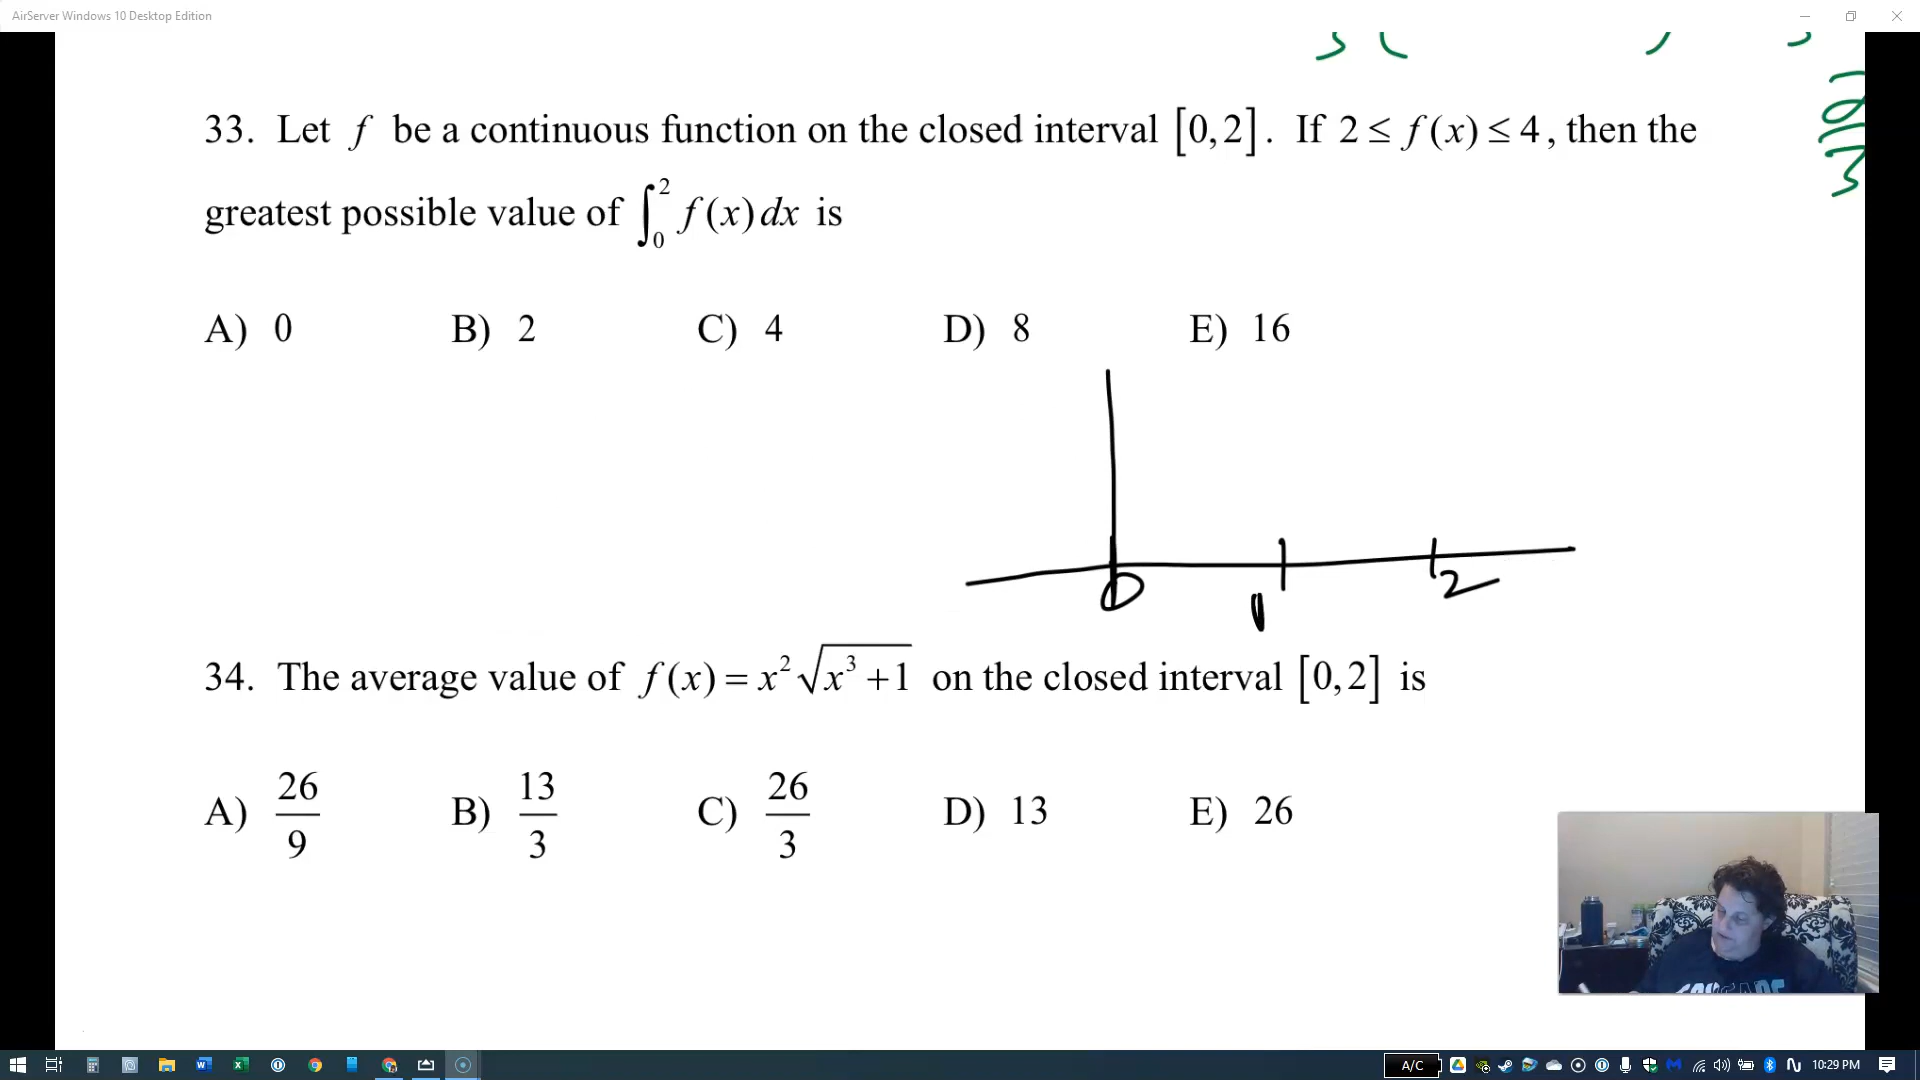 AirServer Windows 10 Desktop Edition
33. Let f be a continuous function on the closed interval [0,2]. If 2 ≤ f(x) ≤ 4, then the
greatest possible value of ∫₀² f(x)dx is
A) 0 B) 2 C) 4 D) 8 E) 16
0 1 2
34. The average value of f(x) = x²√(x³+1) on the closed interval [0,2] is
A) 26/9 B) 13/3 C) 26/3 D) 13 E) 26
A/C 10:29 PM